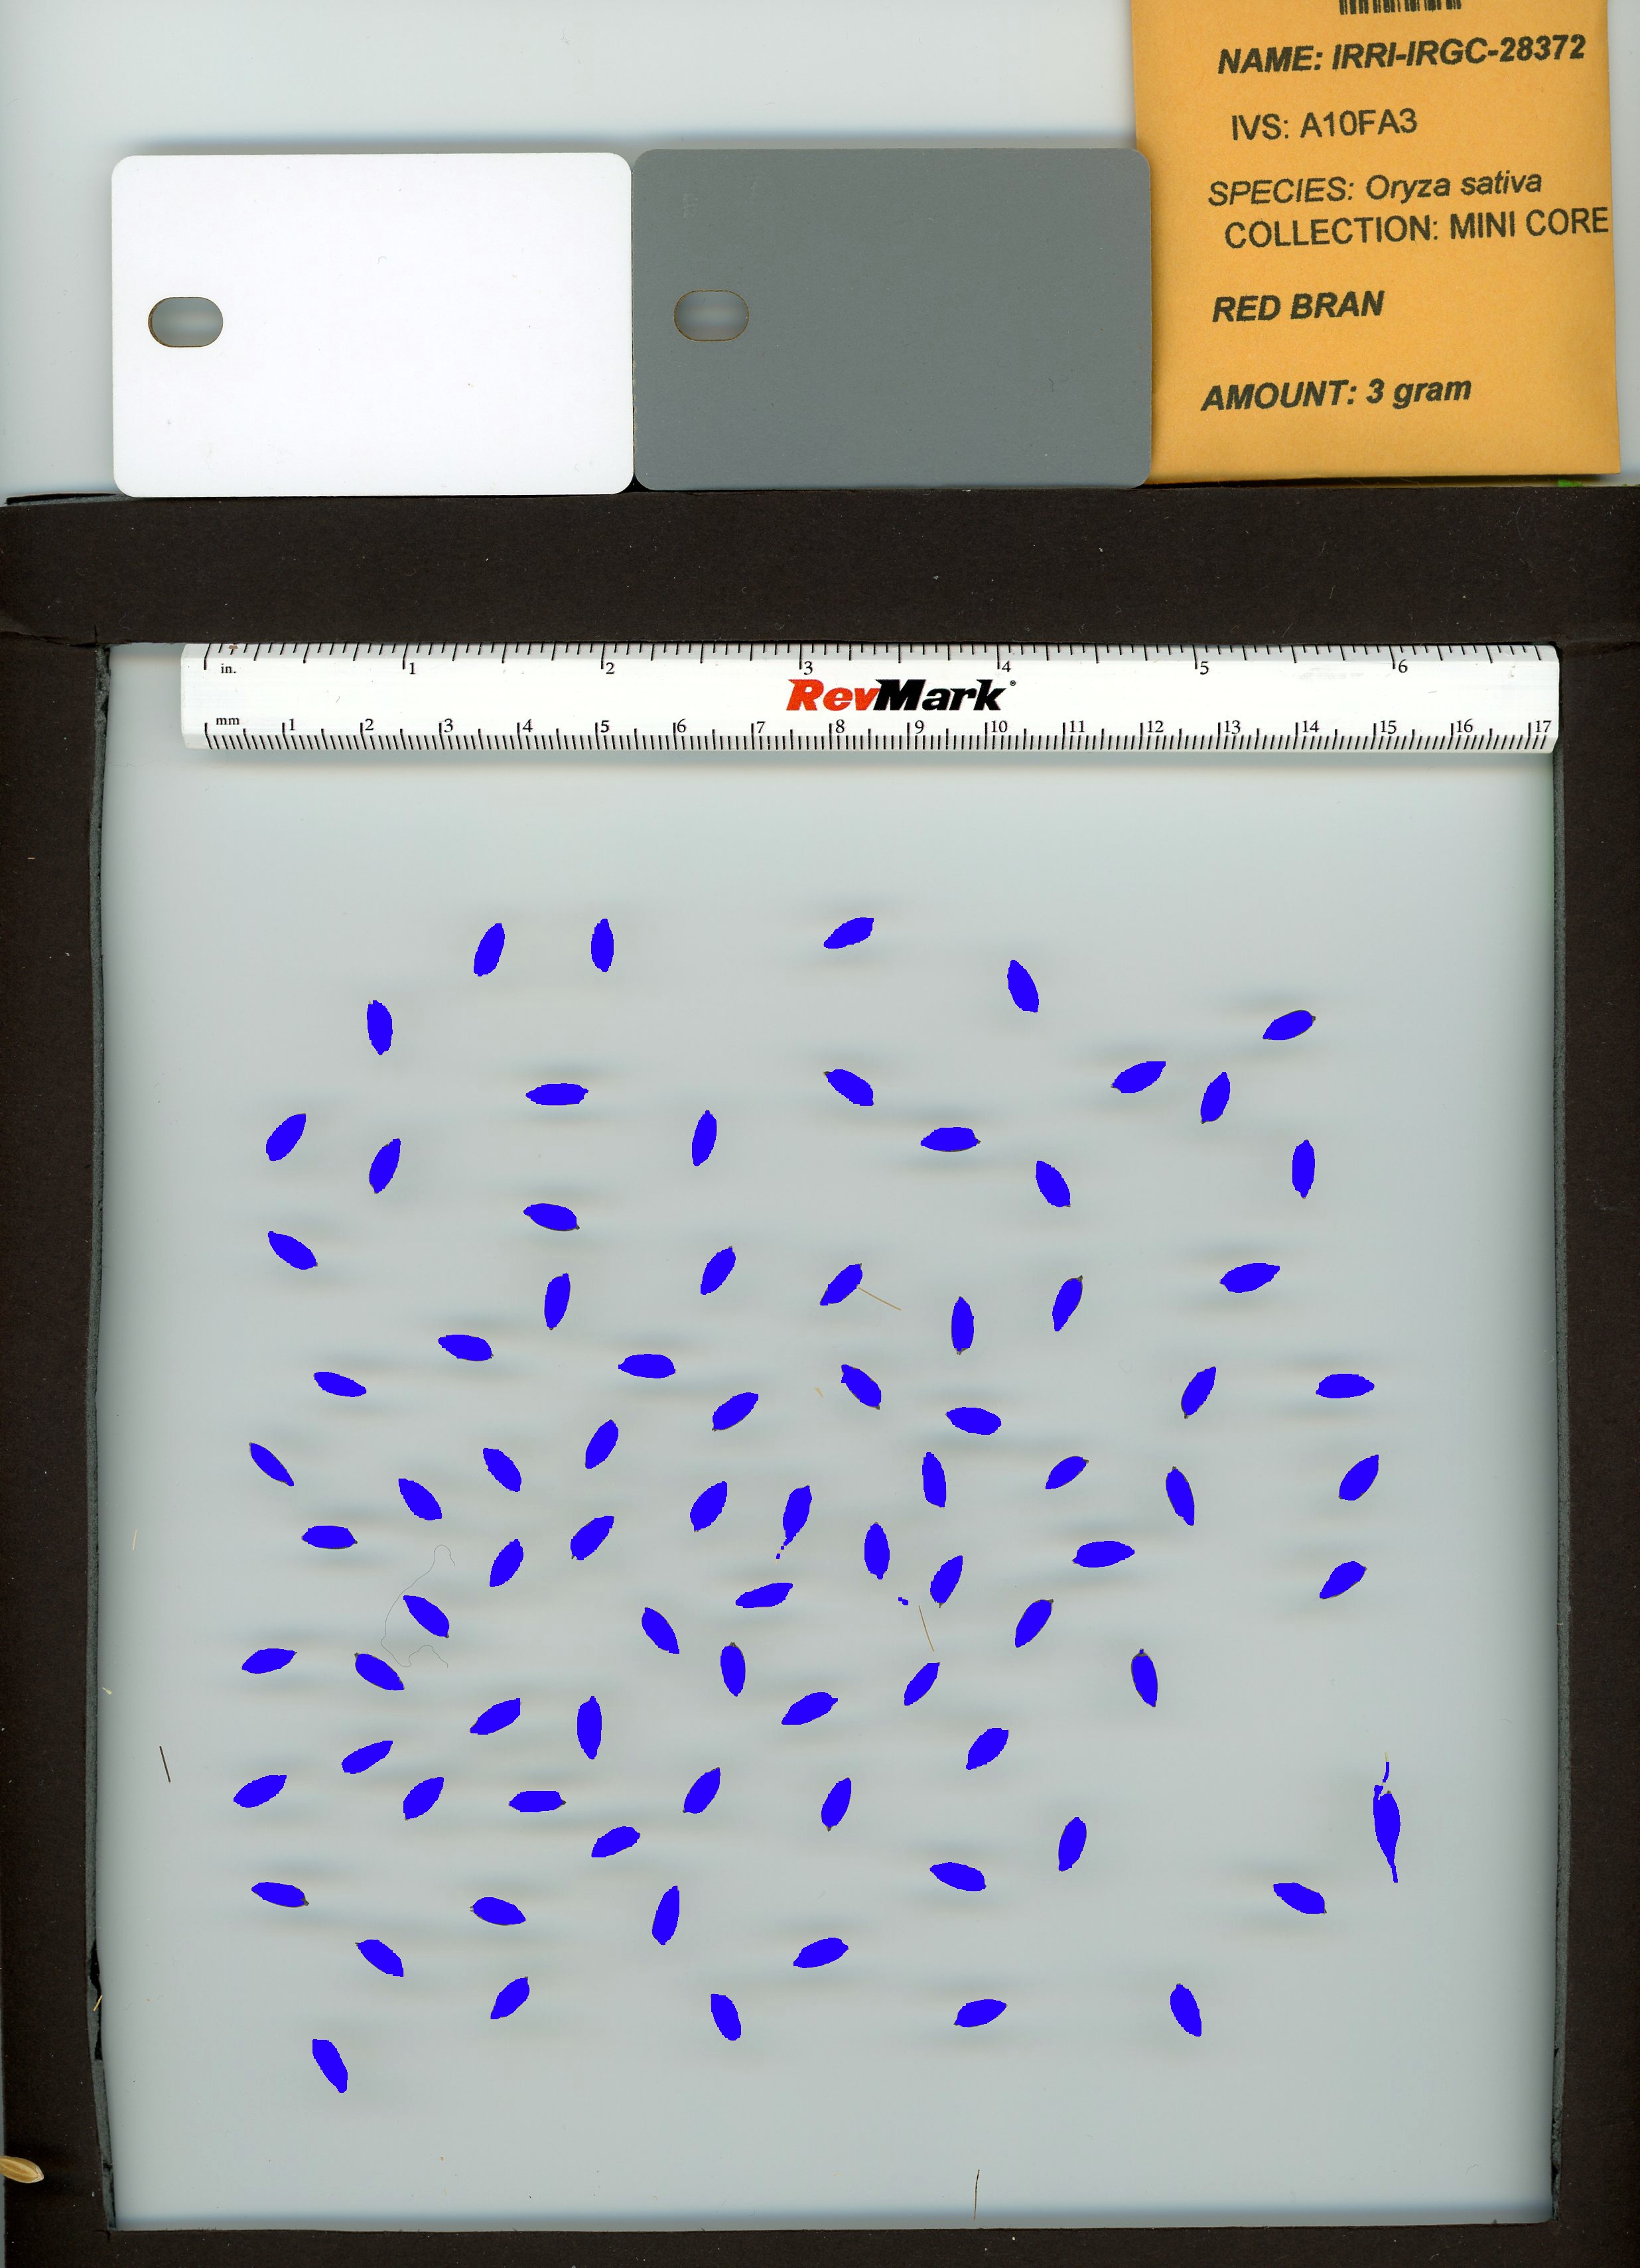 NAME: IRRI-IRGC-28372
IVS: A10FA3
SPECIES: Oryza sativa
COLLECTION: MINI CORE
RED BRAN
AMOUNT: 3 gram
in. 1 2 3 4 5 6
RevMark
mm 1 2 3 4 5 6 7 8 9 10 11 12 13 14 15 16 17